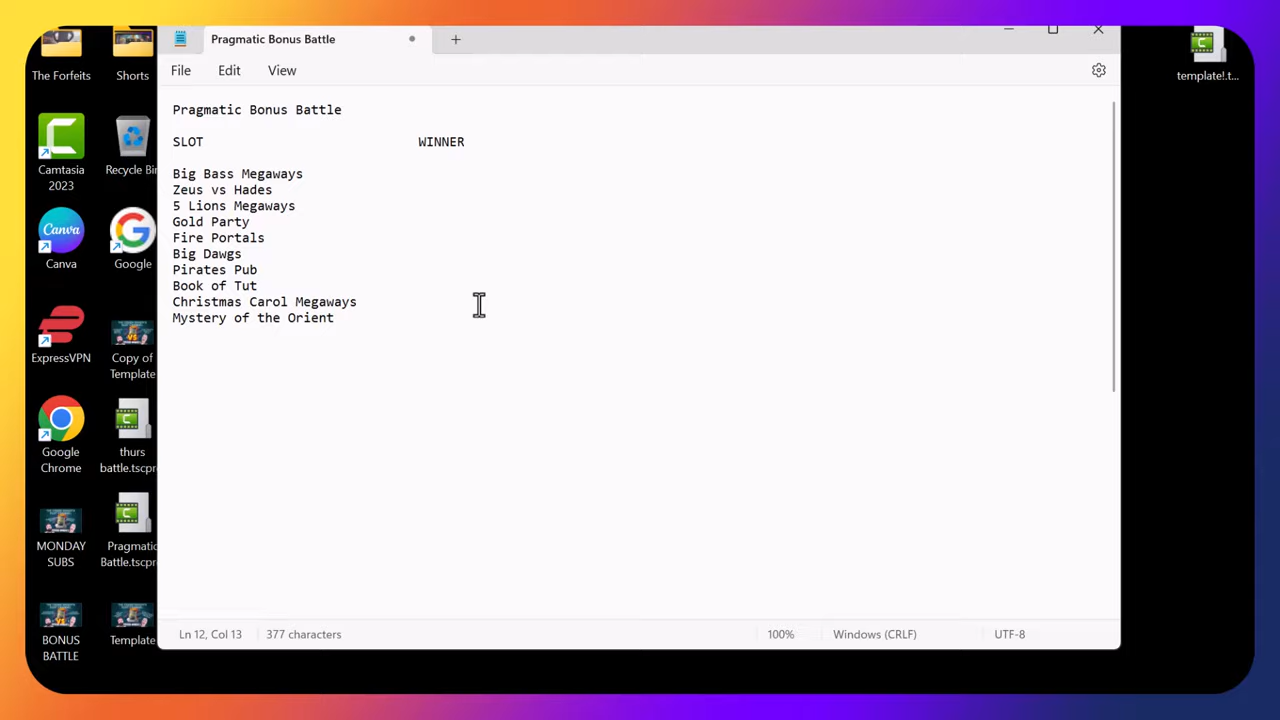 Pragmatic Bonus Battle
File Edit View
Pragmatic Bonus Battle
SLOT WINNER
Big Bass Megaways
Zeus vs Hades
5 Lions Megaways
Gold Party
Fire Portals
Big Dawgs
Pirates Pub
Book of Tut
Christmas Carol Megaways
Mystery of the Orient
Ln 12, Col 13 377 characters 100% Windows (CRLF) UTF-8
The Forfeits
Shorts
Camtasia
2023
Recycle Bin
Canva
Canva
Google
ExpressVPN
Copy of
Template
Google
Chrome
thurs
battle.tscpr
MONDAY
SUBS
Pragmatic
Battle.tscpr
BONUS
BATTLE
Template
template!.t...